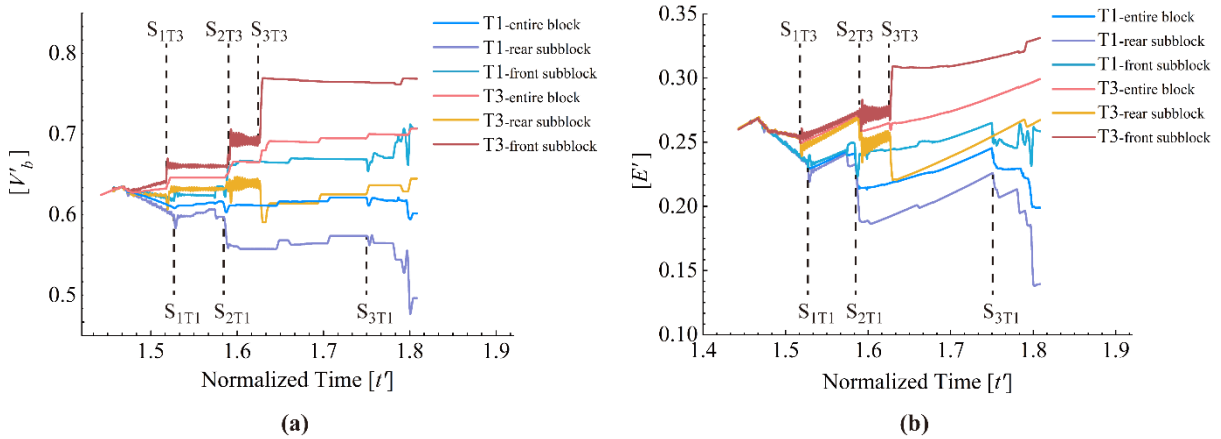 S1T3 S2T3 S3T3
[V'b]
0.8
0.7
0.6
0.5
T1-entire block
T1-rear subblock
T1-front subblock
T3-entire block
T3-rear subblock
T3-front subblock
S1T1 S2T1 S3T1
1.5 1.6 1.7 1.8 1.9
Normalized Time [t']
(a)
S1T3 S2T3 S3T3
[E']
0.35
0.30
0.25
0.20
0.15
0.10
T1-entire block
T1-rear subblock
T1-front subblock
T3-entire block
T3-rear subblock
T3-front subblock
S1T1 S2T1 S3T1
1.4 1.5 1.6 1.7 1.8 1.9
Normalized Time [t']
(b)